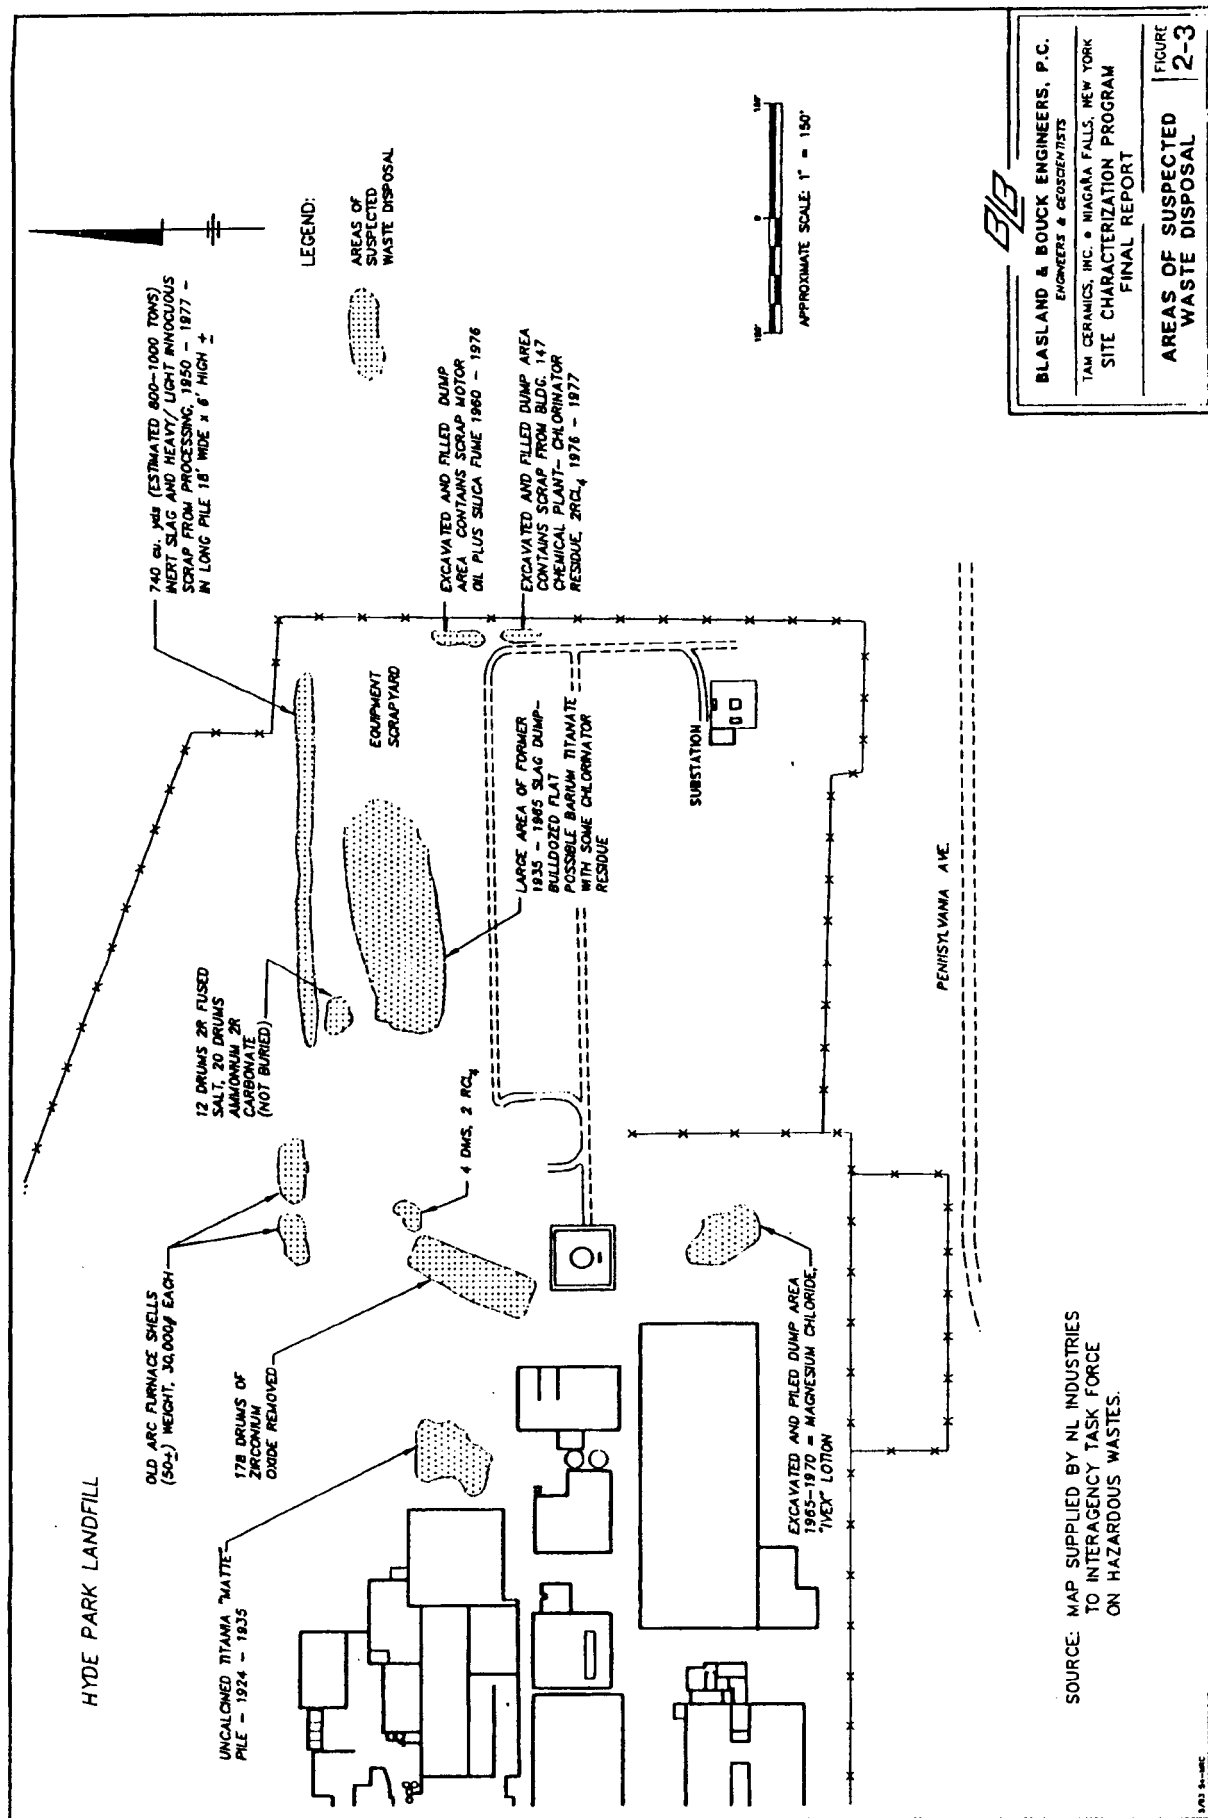 HYDE PARK LANDFILL
UNCALCINED TITANIA "MATTE"
PILE - 1924 - 1935
OLD ARC FURNACE SHELLS
(50±) WEIGHT, 30,000# EACH
178 DRUMS OF
ZIRCONIUM
OXIDE REMOVED
12 DRUMS 2R FUSED
SALT, 20 DRUMS
AMMONIUM 2R
CARBONATE
(NOT BURIED)
4 DMS, 2 RCL4
740 cu. yds (ESTIMATED 800-1000 TONS)
INERT SLAG AND HEAVY/ LIGHT INNOCUOUS
SCRAP FROM PROCESSING, 1950 - 1977 -
IN LONG PILE 18' WIDE x 6' HIGH ±
EQUIPMENT
SCRAPYARD
LARGE AREA OF FORMER
1935 - 1965 SLAG DUMP-
BULLDOZED FLAT
POSSIBLE BARIUM TITANATE
WITH SOME CHLORINATOR
RESIDUE
EXCAVATED AND FILLED DUMP
AREA CONTAINS SCRAP MOTOR
OIL PLUS SILICA FUME 1960 - 1976
EXCAVATED AND FILLED DUMP AREA
CONTAINS SCRAP FROM BLDG. 147
CHEMICAL PLANT- CHLORINATOR
RESIDUE, 2RCL4 1976 - 1977
SUBSTATION
EXCAVATED AND PILED DUMP AREA
1965-1970 = MAGNESIUM CHLORIDE,
"IVEX" LOTION
PENNSYLVANIA AVE.
LEGEND:
AREAS OF
SUSPECTED
WASTE DISPOSAL
150' 0 150'
APPROXIMATE SCALE: 1" = 150'
SOURCE: MAP SUPPLIED BY NL INDUSTRIES
TO INTERAGENCY TASK FORCE
ON HAZARDOUS WASTES.
BLASLAND & BOUCK ENGINEERS, P.C.
ENGINEERS & GEOSCIENTISTS
TAM CERAMICS, INC. • NIAGARA FALLS, NEW YORK
SITE CHARACTERIZATION PROGRAM
FINAL REPORT
AREAS OF SUSPECTED
WASTE DISPOSAL
FIGURE
2-3